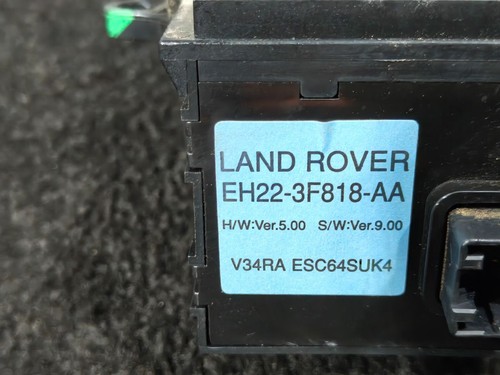 LAND ROVER
EH22-3F818-AA
H/W:Ver.5.00 S/W:Ver.9.00
V34RA ESC64SUK4